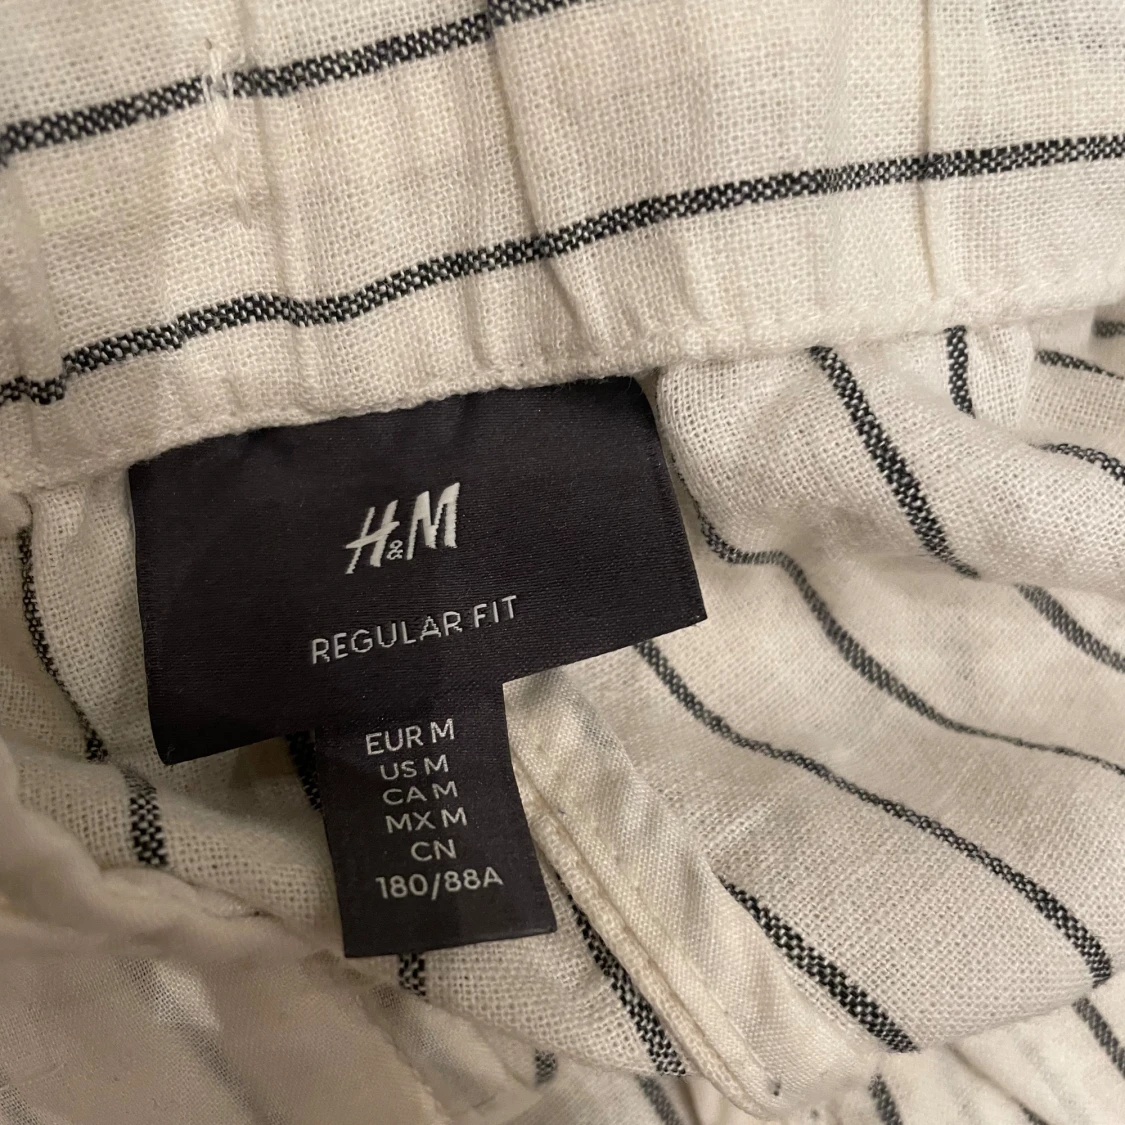 H&M
REGULAR FIT
EUR M
US M
CA M
MX M
CN
180/88A